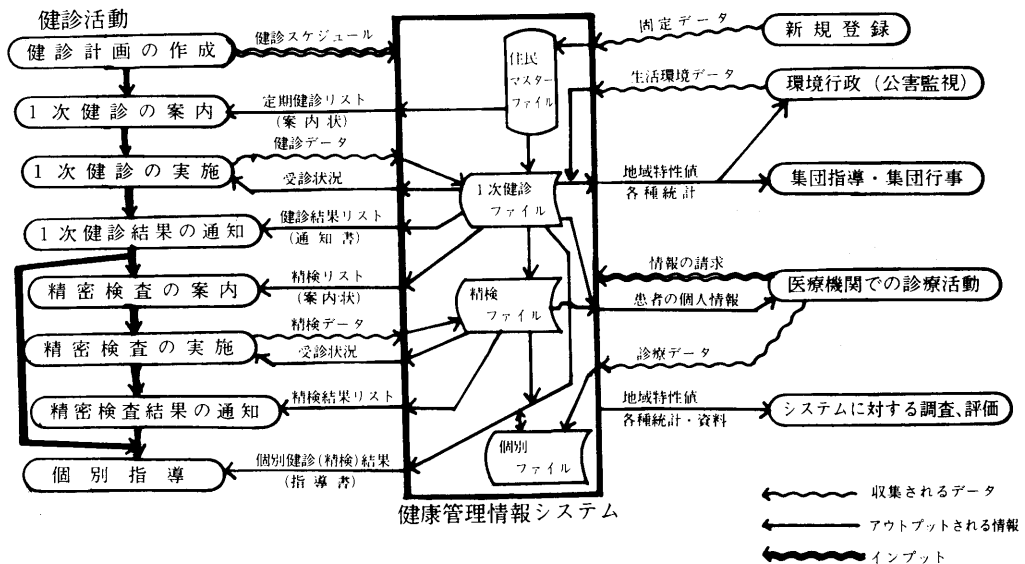 健診活動
健診計画の作成
健診スケジュール
1次健診の案内
定期健診リスト
(案内状)
1次健診の実施
健診データ
受診状況
1次健診結果の通知
健診結果リスト
(通知書)
精密検査の案内
精検リスト
(案内状)
精密検査の実施
精検データ
受診状況
精密検査結果の通知
精検結果リスト
個別指導
個別健診(精検)結果
(指導書)
住民
マスター
ファイル
1次健診
ファイル
精検
ファイル
個別
ファイル
健康管理情報システム
固定データ
新規登録
生活環境データ
環境行政(公害監視)
地域特性値
各種統計
集団指導・集団行事
情報の請求
医療機関での診療活動
患者の個人情報
診療データ
地域特性値
各種統計・資料
システムに対する調査、評価
収集されるデータ
アウトプットされる情報
インプット